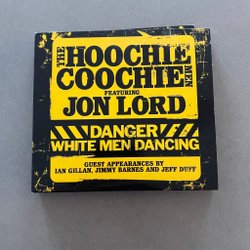 THE HOOCHIE
COOCHIE MEN
FEATURING
JON LORD
DANGER
WHITE MEN DANCING
GUEST APPEARANCES BY
IAN GILLAN, JIMMY BARNES AND JEFF DUFF